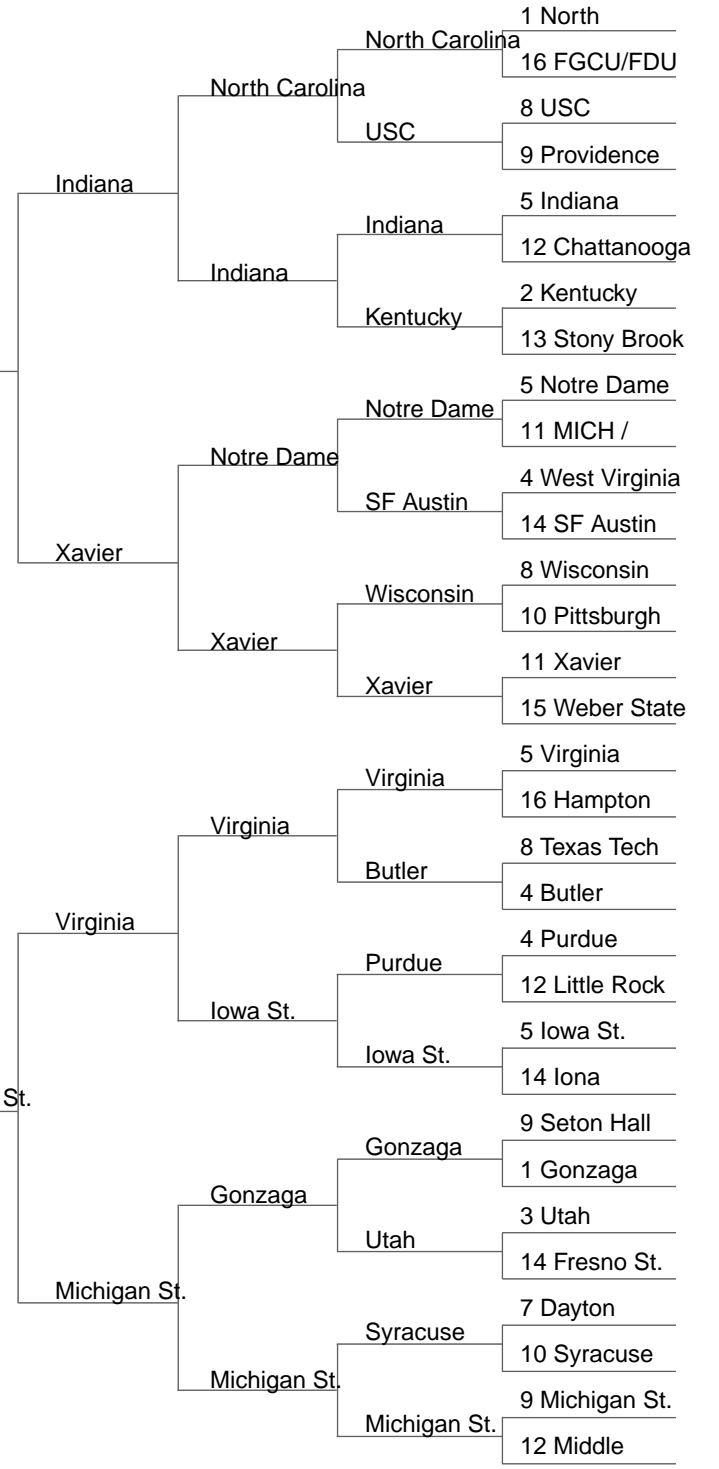 1 North
North Carolina
16 FGCU/FDU
North Carolina
8 USC
USC
9 Providence
Indiana
5 Indiana
Indiana
12 Chattanooga
Indiana
2 Kentucky
Kentucky
13 Stony Brook
5 Notre Dame
Notre Dame
11 MICH /
Notre Dame
4 West Virginia
SF Austin
14 SF Austin
Xavier
8 Wisconsin
Wisconsin
10 Pittsburgh
Xavier
11 Xavier
Xavier
15 Weber State
5 Virginia
Virginia
16 Hampton
Virginia
8 Texas Tech
Butler
4 Butler
Virginia
4 Purdue
Purdue
12 Little Rock
Iowa St.
5 Iowa St.
Iowa St.
14 Iona
St.
9 Seton Hall
Gonzaga
1 Gonzaga
Gonzaga
3 Utah
Utah
14 Fresno St.
Michigan St.
7 Dayton
Syracuse
10 Syracuse
Michigan St.
9 Michigan St.
Michigan St.
12 Middle